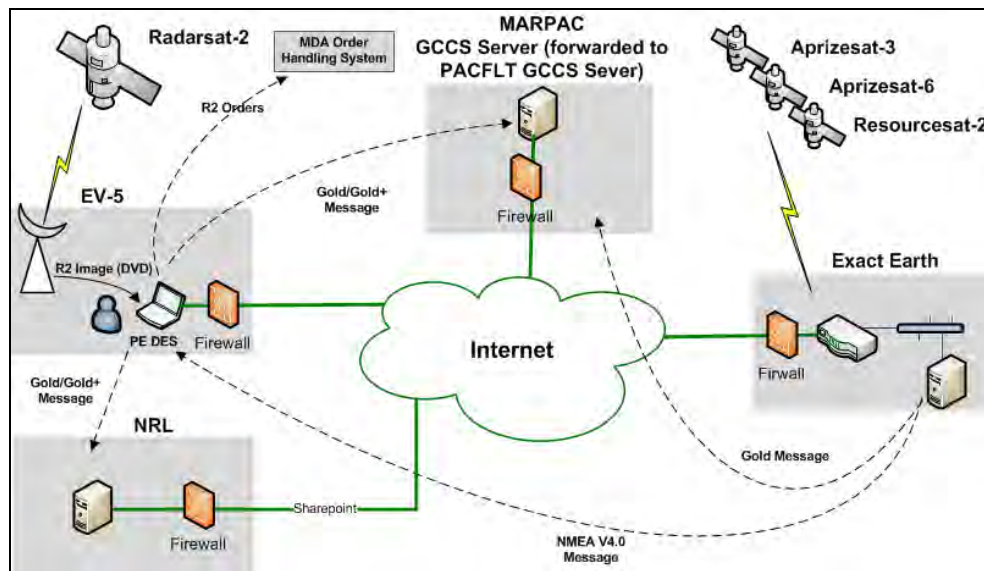 Radarsat-2
MDA Order
Handling System
MARPAC
GCCS Server (forwarded to
PACFLT GCCS Sever)
Aprizesat-3
Aprizesat-6
Resourcesat-2
R2 Orders
EV-5
Gold/Gold+
Message
Firewall
R2 Image (DVD)
PE DES
Firewall
Internet
Exact Earth
Firwall
Gold/Gold+
Message
NRL
Sharepoint
Firewall
Gold Message
NMEA V4.0
Message